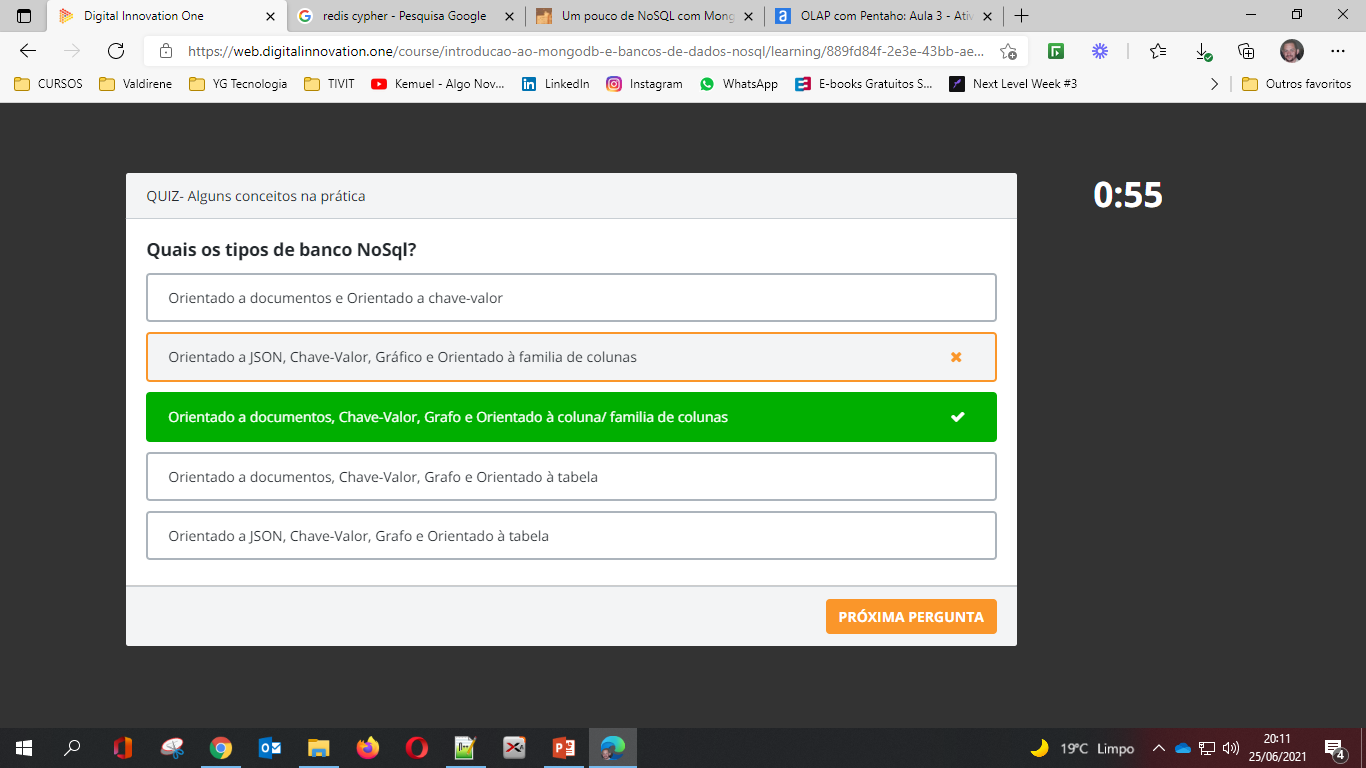 Digital Innovation One
redis cypher - Pesquisa Google
Um pouco de NoSQL com Mong
OLAP com Pentaho: Aula 3 - Ativ
https://web.digitalinnovation.one/course/introducao-ao-mongodb-e-bancos-de-dados-nosql/learning/889fd84f-2e3e-43bb-ae...
CURSOS
Valdirene
YG Tecnologia
TIVIT
Kemuel - Algo Nov...
LinkedIn
Instagram
WhatsApp
E-books Gratuitos S...
Next Level Week #3
Outros favoritos
QUIZ- Alguns conceitos na prática
0:55
Quais os tipos de banco NoSql?
Orientado a documentos e Orientado a chave-valor
Orientado a JSON, Chave-Valor, Gráfico e Orientado à familia de colunas
Orientado a documentos, Chave-Valor, Grafo e Orientado à coluna/ familia de colunas
Orientado a documentos, Chave-Valor, Grafo e Orientado à tabela
Orientado a JSON, Chave-Valor, Grafo e Orientado à tabela
PRÓXIMA PERGUNTA
19°C Limpo
20:11
25/06/2021
4